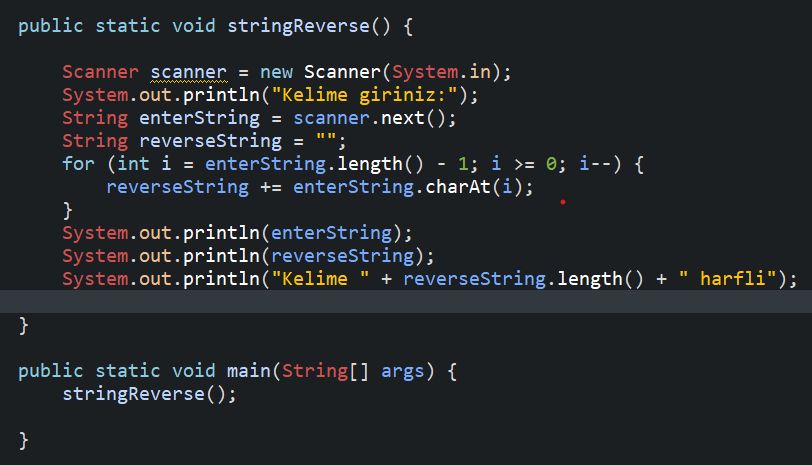 public static void stringReverse() {
Scanner scanner = new Scanner(System.in);
System.out.println("Kelime giriniz:");
String enterString = scanner.next();
String reverseString = "";
for (int i = enterString.length() - 1; i >= 0; i--) {
reverseString += enterString.charAt(i);
}
System.out.println(enterString);
System.out.println(reverseString);
System.out.println("Kelime " + reverseString.length() + " harfli");
}
public static void main(String[] args) {
stringReverse();
}